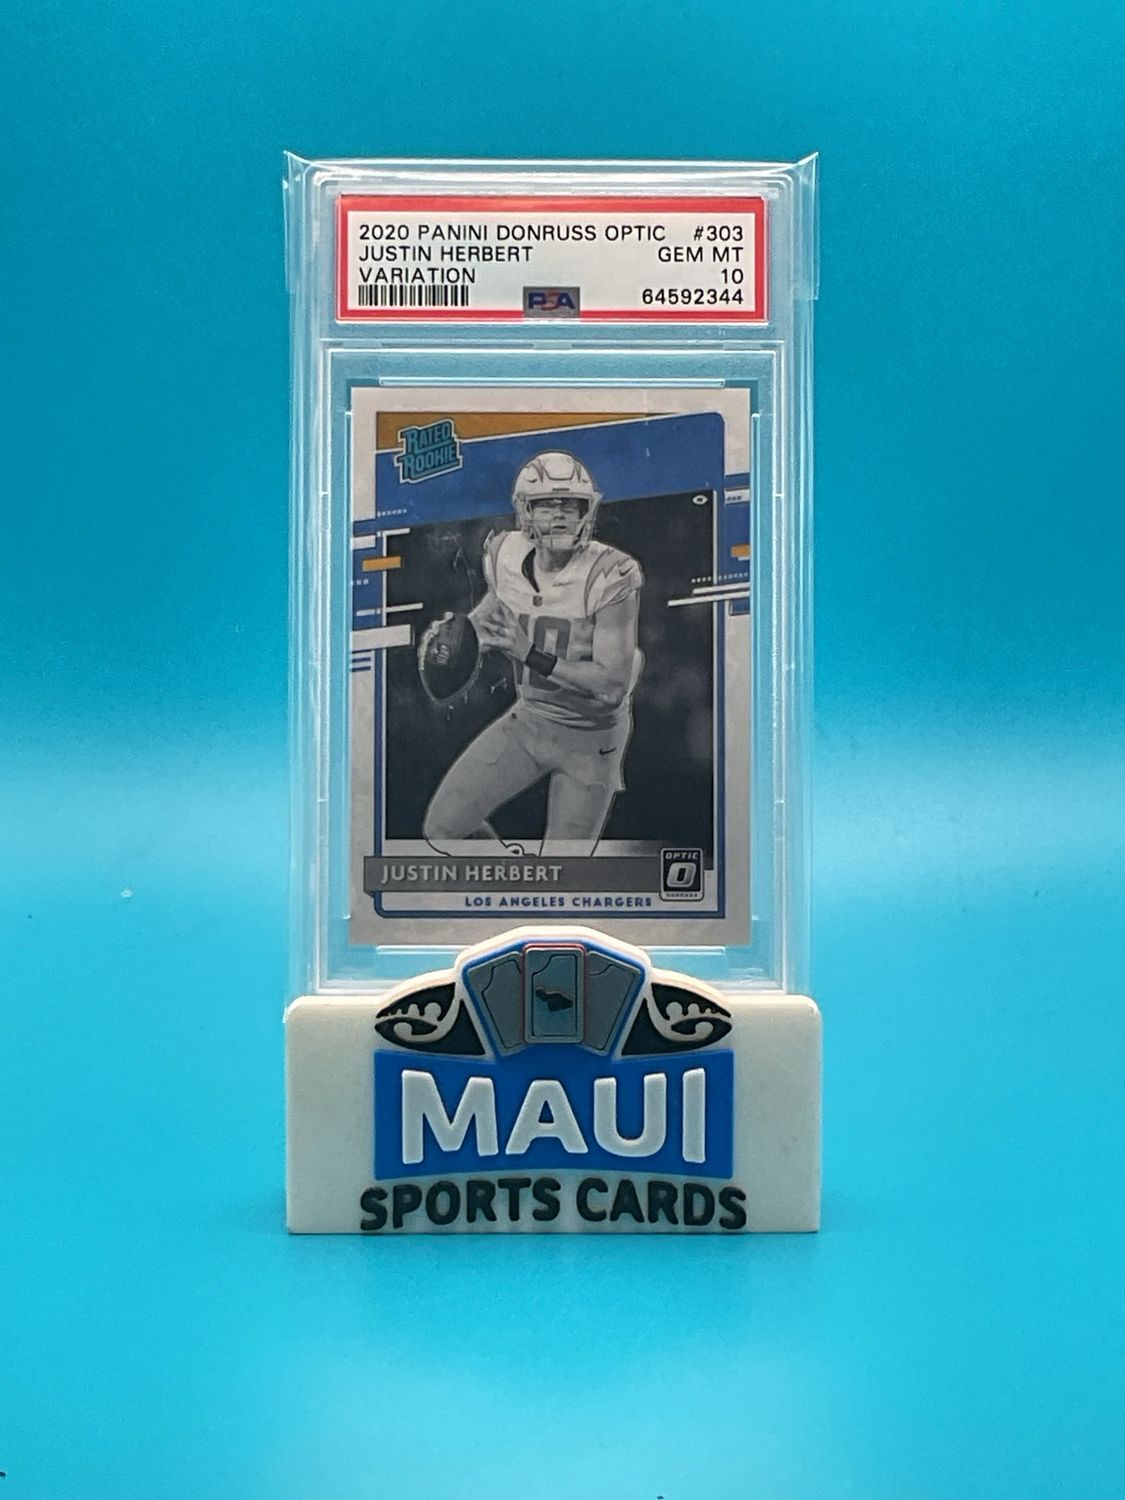 2020 PANINI DONRUSS OPTIC #303
JUSTIN HERBERT GEM MT
VARIATION 10
PSA 64592344
RATED
ROOKIE
10
JUSTIN HERBERT
OPTIC
LOS ANGELES CHARGERS
MAUI
SPORTS CARDS